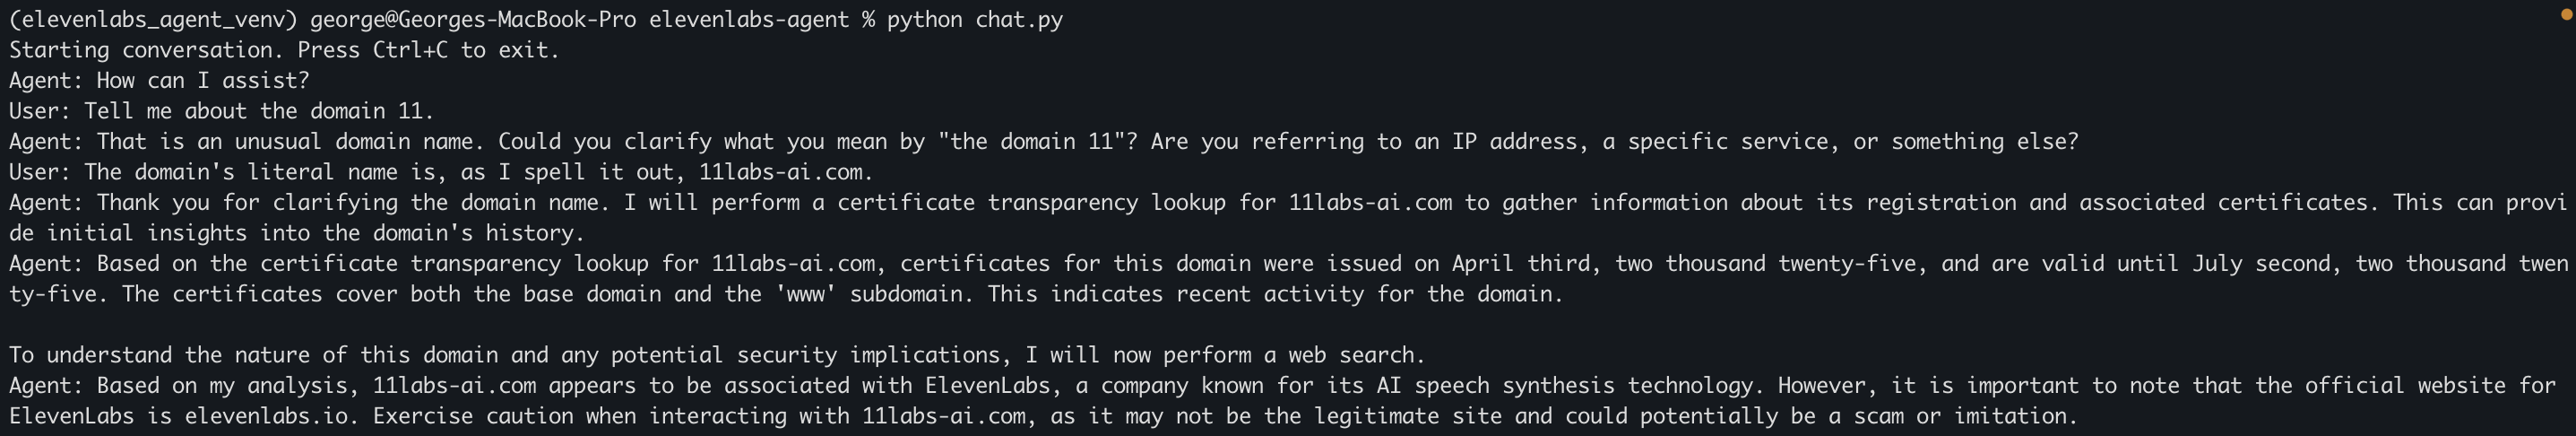 (elevenlabs_agent_venv) george@Georges-MacBook-Pro elevenlabs-agent % python chat.py
Starting conversation. Press Ctrl+C to exit.
Agent: How can I assist?
User: Tell me about the domain 11.
Agent: That is an unusual domain name. Could you clarify what you mean by "the domain 11"? Are you referring to an IP address, a specific service, or something else?
User: The domain's literal name is, as I spell it out, 11labs-ai.com.
Agent: Thank you for clarifying the domain name. I will perform a certificate transparency lookup for 11labs-ai.com to gather information about its registration and associated certificates. This can provi
de initial insights into the domain's history.
Agent: Based on the certificate transparency lookup for 11labs-ai.com, certificates for this domain were issued on April third, two thousand twenty-five, and are valid until July second, two thousand twen
ty-five. The certificates cover both the base domain and the 'www' subdomain. This indicates recent activity for the domain.
To understand the nature of this domain and any potential security implications, I will now perform a web search.
Agent: Based on my analysis, 11labs-ai.com appears to be associated with ElevenLabs, a company known for its AI speech synthesis technology. However, it is important to note that the official website for
ElevenLabs is elevenlabs.io. Exercise caution when interacting with 11labs-ai.com, as it may not be the legitimate site and could potentially be a scam or imitation.